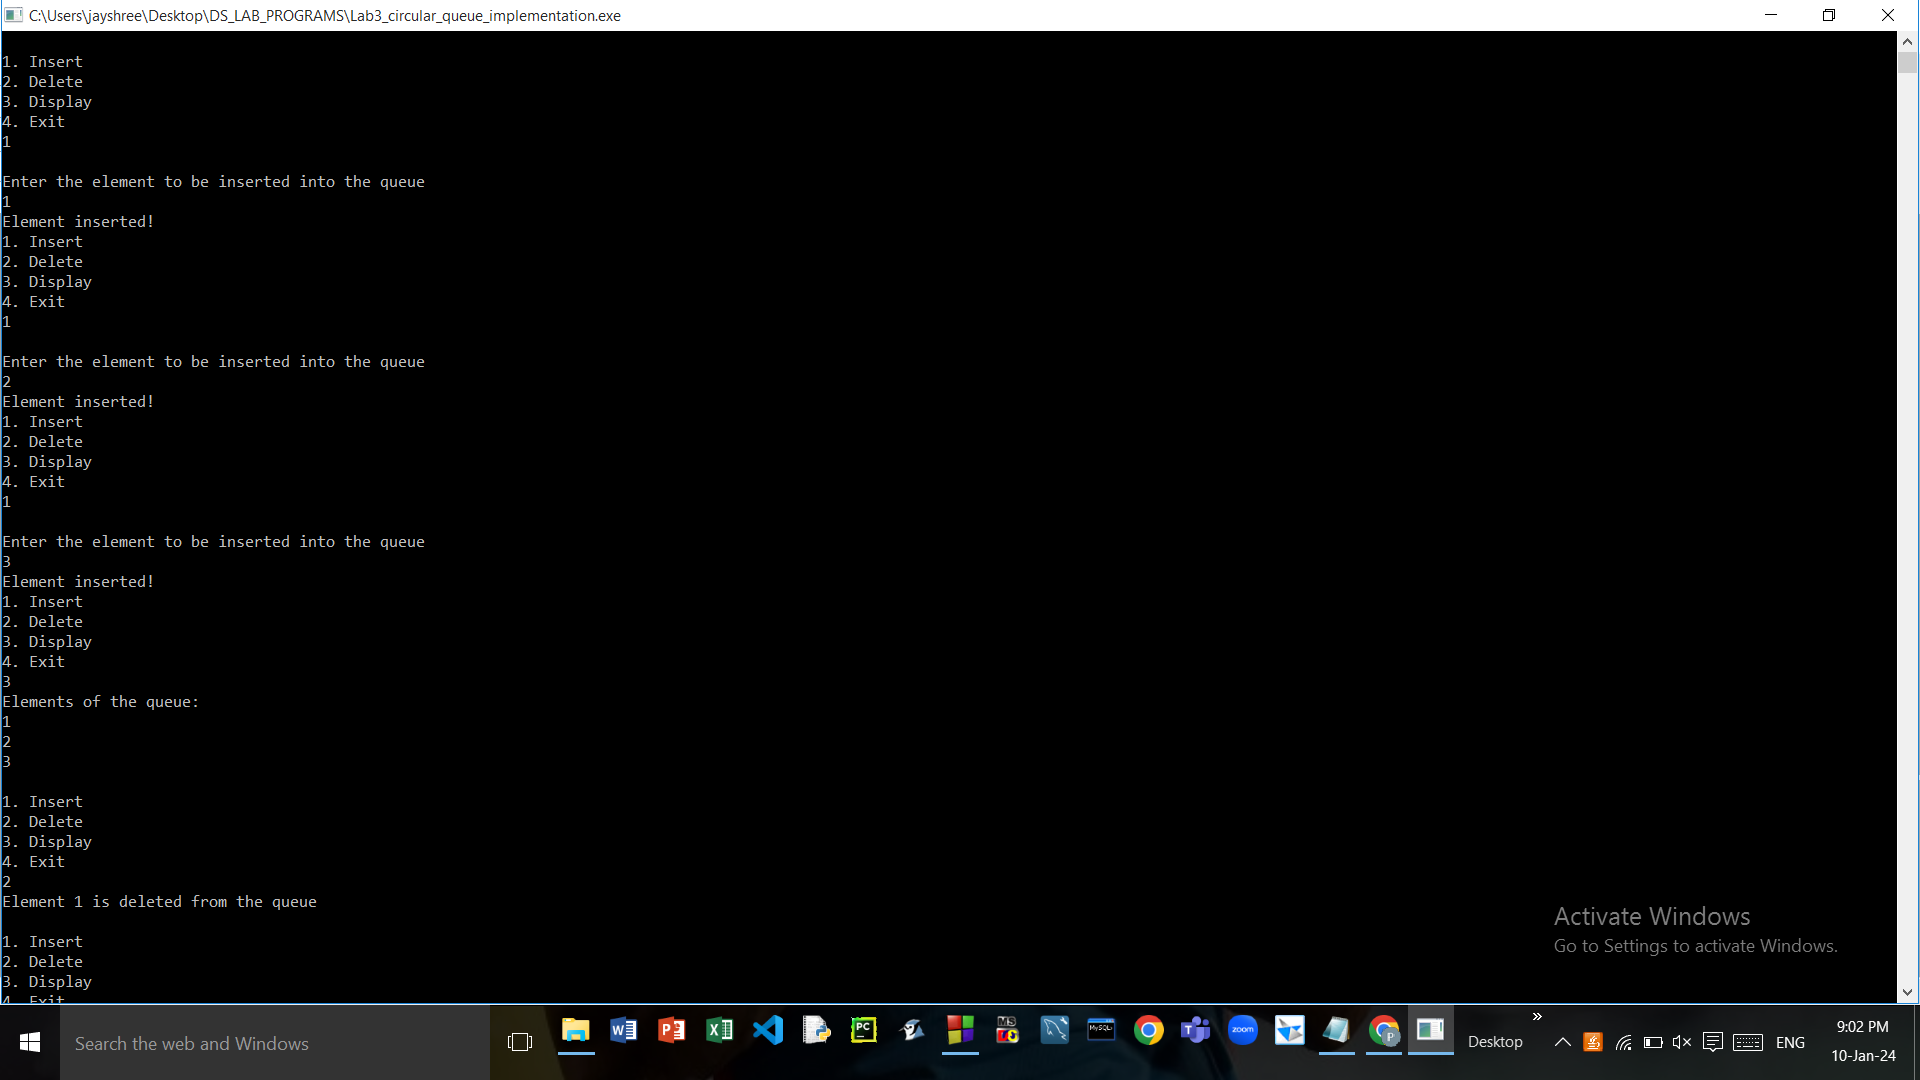 C:\Users\jayshree\Desktop\DS_LAB_PROGRAMS\Lab3_circular_queue_implementation.exe
1. Insert
2. Delete
3. Display
4. Exit
1
Enter the element to be inserted into the queue
1
Element inserted!
1. Insert
2. Delete
3. Display
4. Exit
1
Enter the element to be inserted into the queue
2
Element inserted!
1. Insert
2. Delete
3. Display
4. Exit
1
Enter the element to be inserted into the queue
3
Element inserted!
1. Insert
2. Delete
3. Display
4. Exit
3
Elements of the queue:
1
2
3
1. Insert
2. Delete
3. Display
4. Exit
2
Element 1 is deleted from the queue
1. Insert
2. Delete
3. Display
4. Exit
Activate Windows
Go to Settings to activate Windows.
Search the web and Windows
PC
MS
MySQL
zoom
P
Desktop
ENG
9:02 PM
10-Jan-24